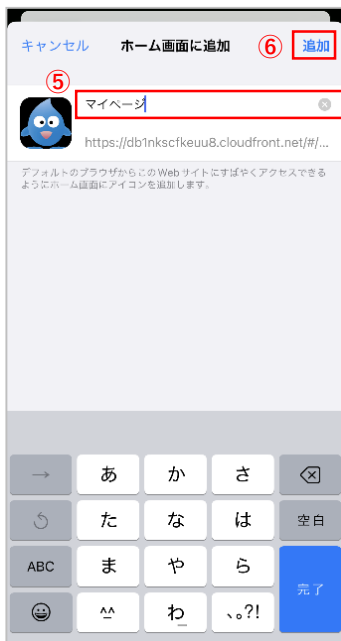 キャンセル ホーム画面に追加 ⑥ 追加
⑤
マイページ
https://db1nkscfkeuu8.cloudfront.net/#/...
デフォルトのブラウザからこのWebサイトにすばやくアクセスできる
ようにホーム画面にアイコンを追加します。
→ あ か さ
た な は 空白
ABC ま や ら
完了
^^ わ_ 、。?!